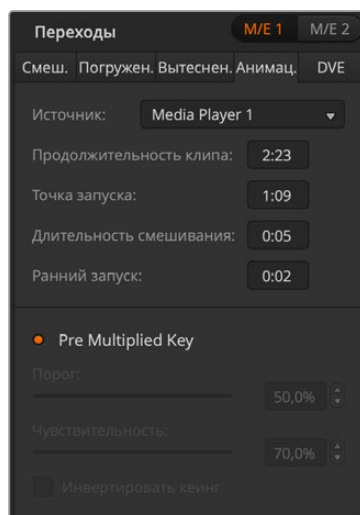 Переходы M/E 1 M/E 2
Смеш. Погружен. Вытеснен. Анимац. DVE
Источник: Media Player 1
Продолжительность клипа: 2:23
Точка запуска: 1:09
Длительность смешивания: 0:05
Ранний запуск: 0:02
Pre Multiplied Key
Порог:
50,0%
Чувствительность:
70,0%
Инвертировать кеинг